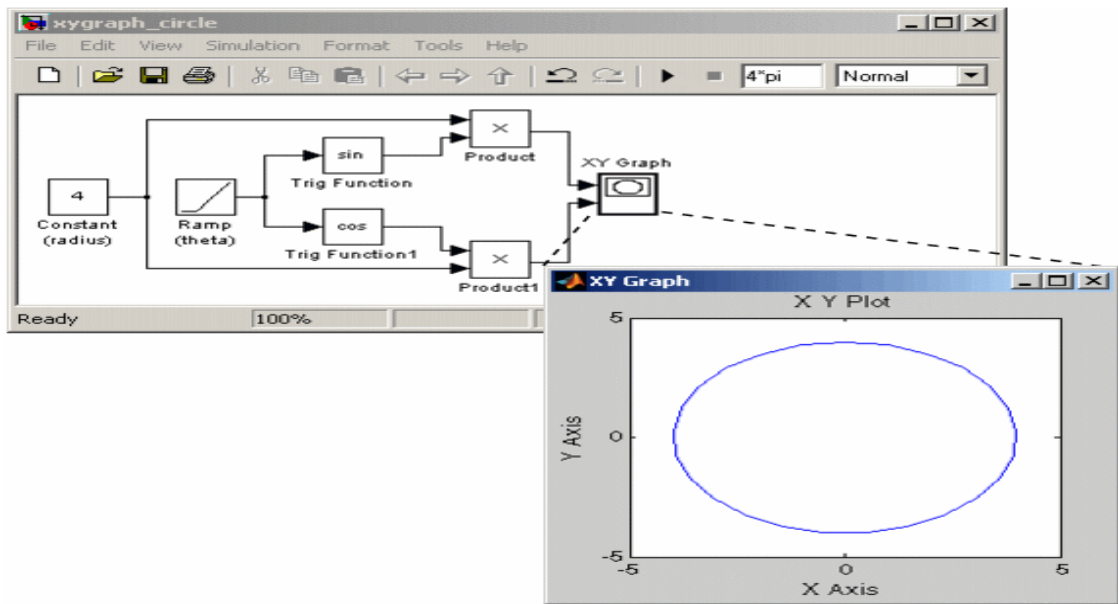 xygraph_circle
File Edit View Simulation Format Tools Help
4*pi Normal
sin
Trig Function
×
Product
XY Graph
4
Constant
(radius)
Ramp
(theta)
cos
Trig Function1
×
Product1
Ready 100%
XY Graph
X Y Plot
5
0
-5
Y Axis
-5 0 5
X Axis